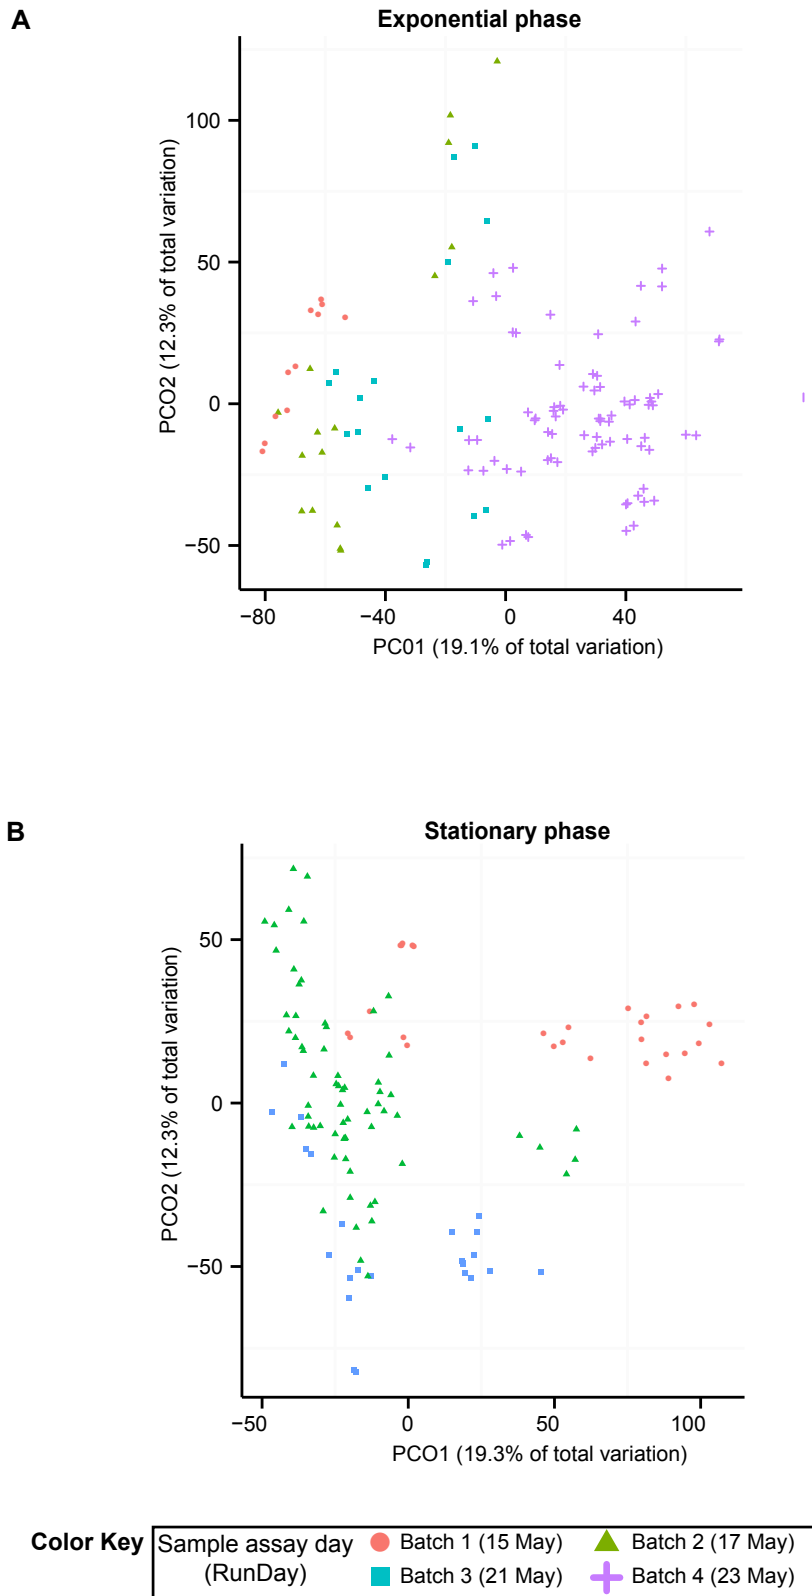 A
Exponential phase
PCO2 (12.3% of total variation)
100
50
0
−50
−80
−40
0
40
PC01 (19.1% of total variation)
B
Stationary phase
PCO2 (12.3% of total variation)
50
0
−50
−50
0
50
100
PCO1 (19.3% of total variation)
Color Key
Sample assay day
(RunDay)
Batch 1 (15 May)
Batch 2 (17 May)
Batch 3 (21 May)
Batch 4 (23 May)